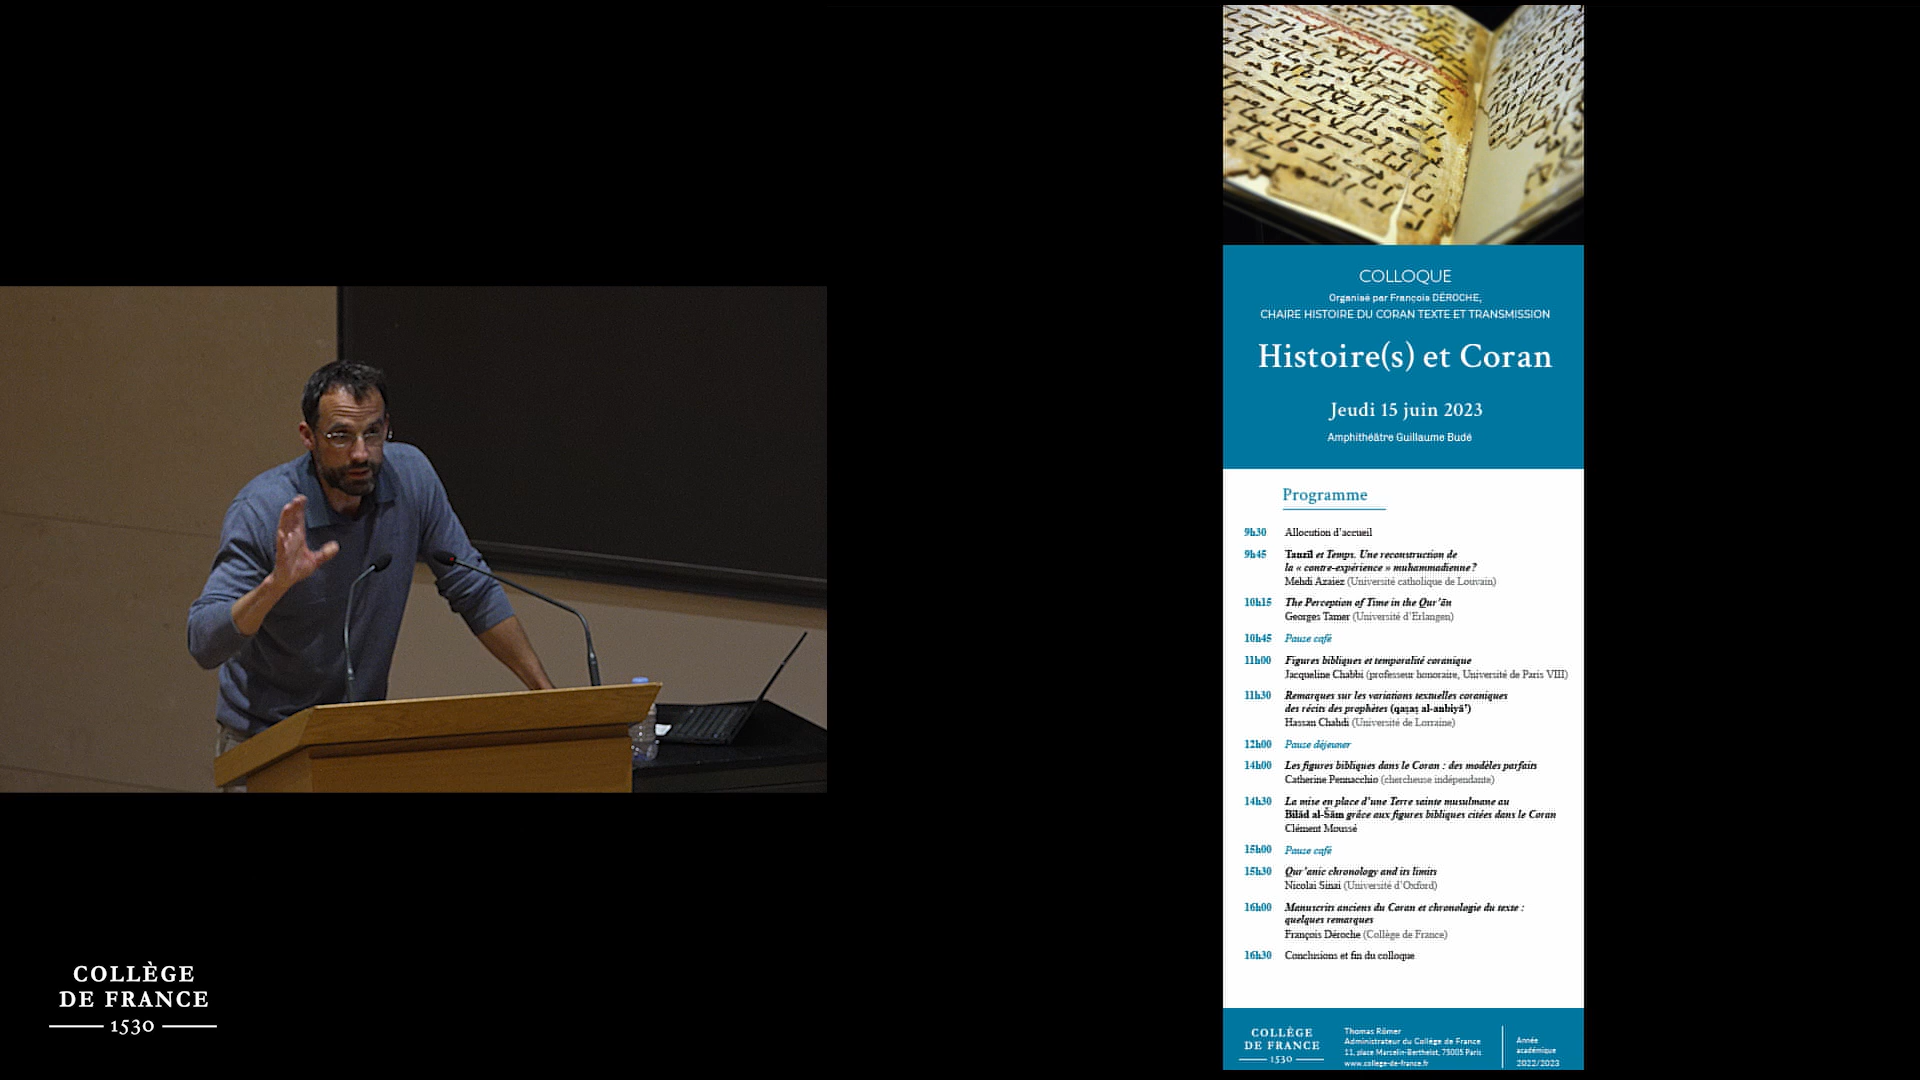 COLLOQUE
Organisé par François DÉROCHE,
CHAIRE HISTOIRE DU CORAN TEXTE ET TRANSMISSION
Histoire(s) et Coran
Jeudi 15 juin 2023
Amphithéâtre Guillaume Budé
Programme
9h30 Allocution d'accueil
9h45 Tanzīl et Temps. Une reconstruction de
la « contre-expérience » muhammadienne ?
Mehdi Azaiez (Université catholique de Louvain)
10h15 The Perception of Time in the Qur'ān
Georges Tamer (Université d'Erlangen)
10h45 Pause café
11h00 Figures bibliques et temporalité coranique
Jacqueline Chabbi (professeur honoraire, Université de Paris VIII)
11h30 Remarques sur les variations textuelles coraniques
des récits des prophètes (qaṣaṣ al-anbiyā')
Hassan Chahdi (Université de Lorraine)
12h00 Pause déjeuner
14h00 Les figures bibliques dans le Coran : des modèles parfaits
Catherine Pennacchio (chercheuse indépendante)
14h30 La mise en place d'une Terre sainte musulmane au
Bilād al-Šām grâce aux figures bibliques citées dans le Coran
Clément Moussé
15h00 Pause café
15h30 Qur'anic chronology and its limits
Nicolai Sinai (Université d'Oxford)
16h00 Manuscrits anciens du Coran et chronologie du texte :
quelques remarques
François Déroche (Collège de France)
16h30 Conclusions et fin du colloque
COLLÈGE
DE FRANCE
1530
Thomas Römer
Administrateur du Collège de France
11, place Marcelin-Berthelot, 75005 Paris
www.college-de-france.fr
Année
académique
2022/2023
COLLÈGE
DE FRANCE
1530